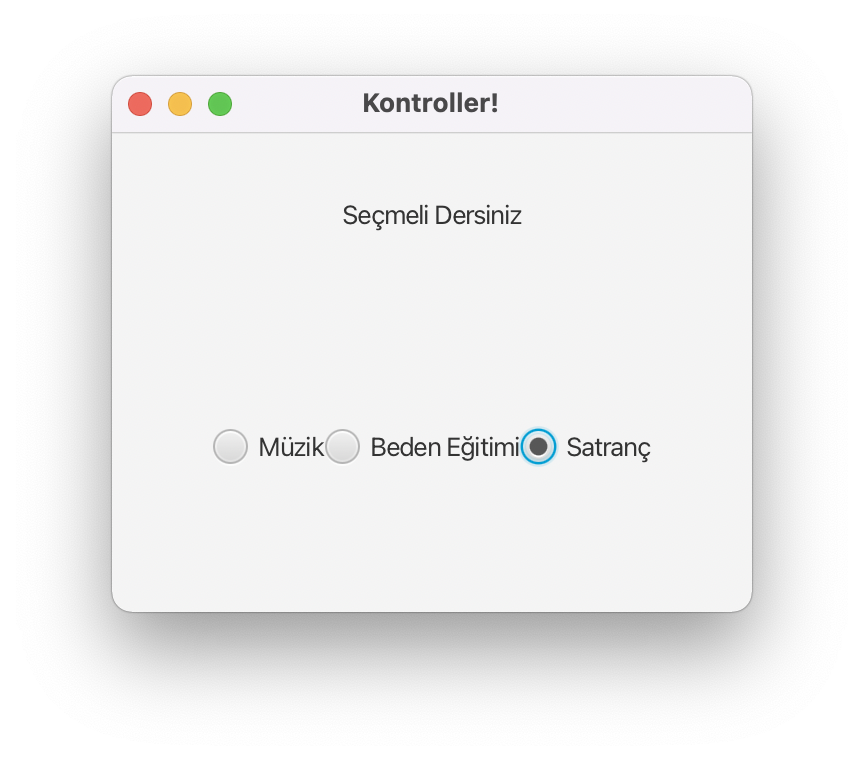 Kontroller!
Seçmeli Dersiniz
Müzik Beden Eğitimi Satranç